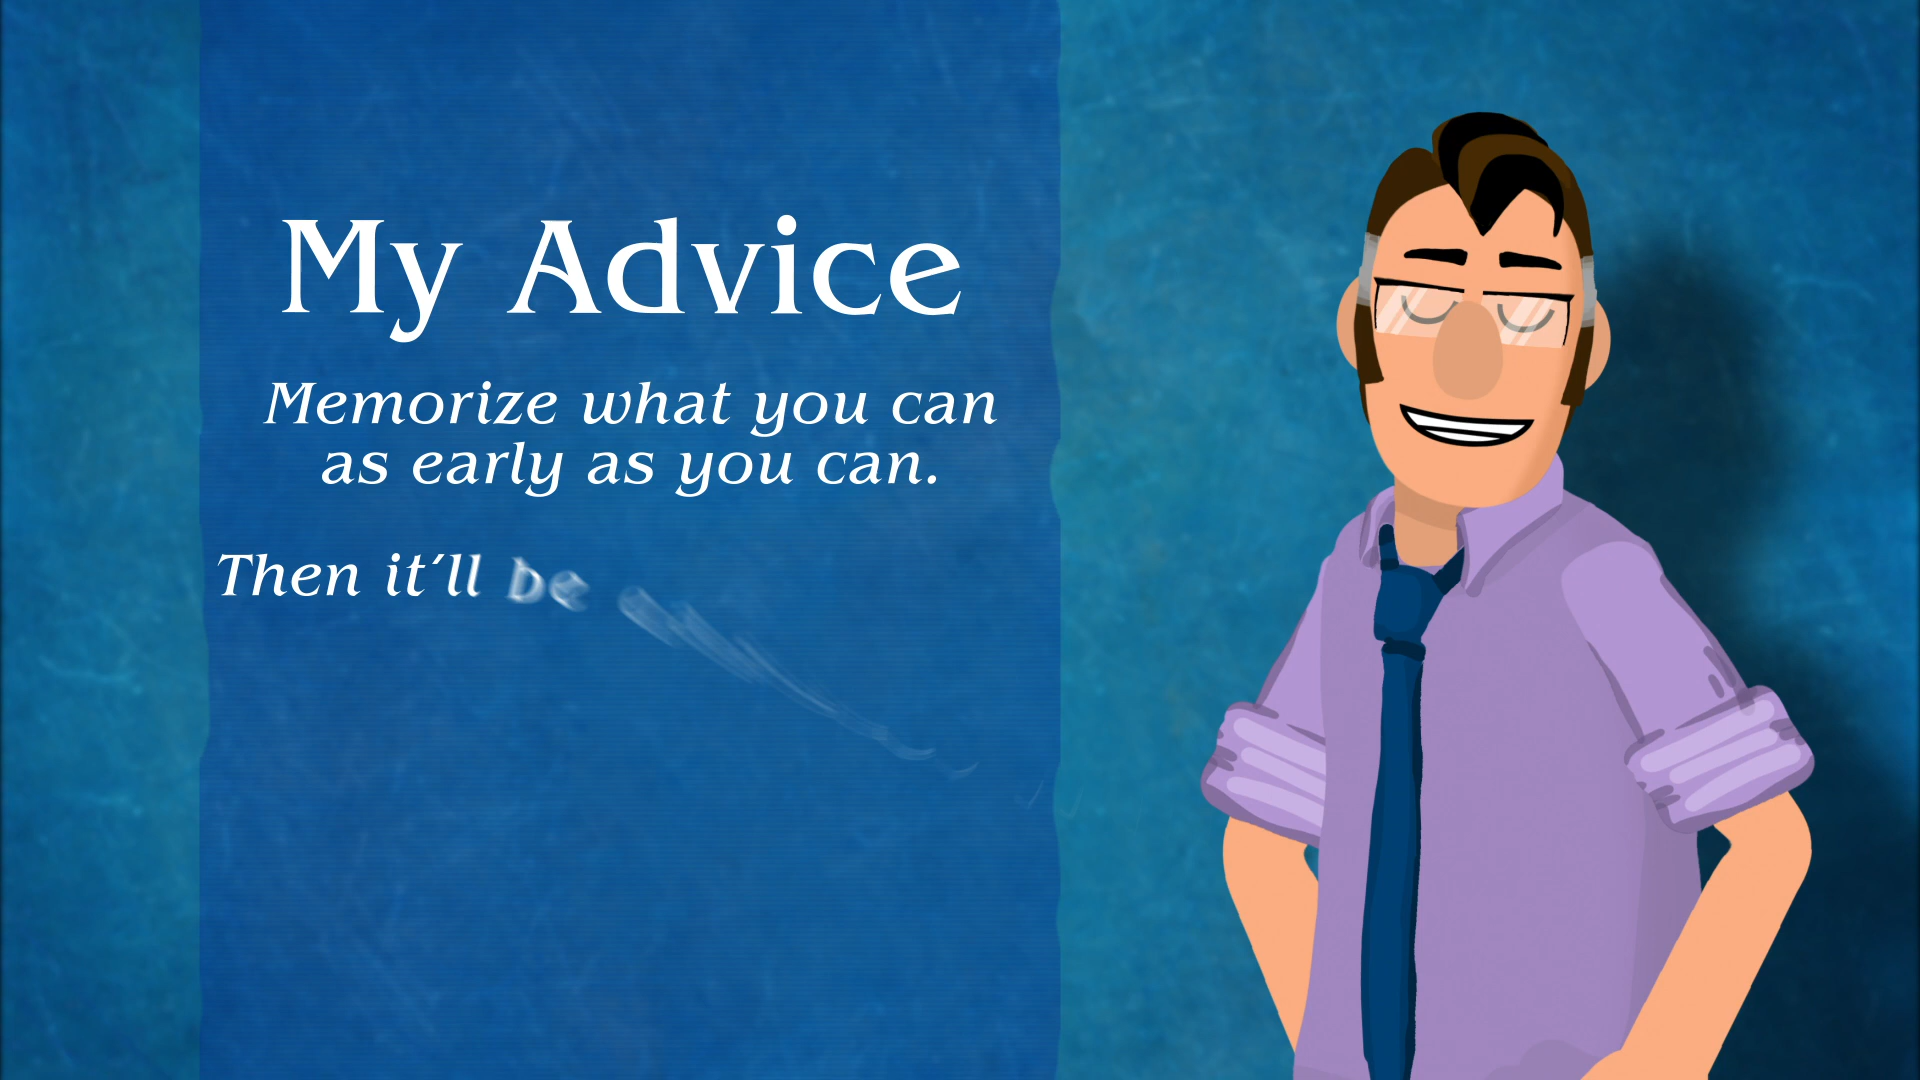 My Advice
Memorize what you can
as early as you can.
Then it'll be